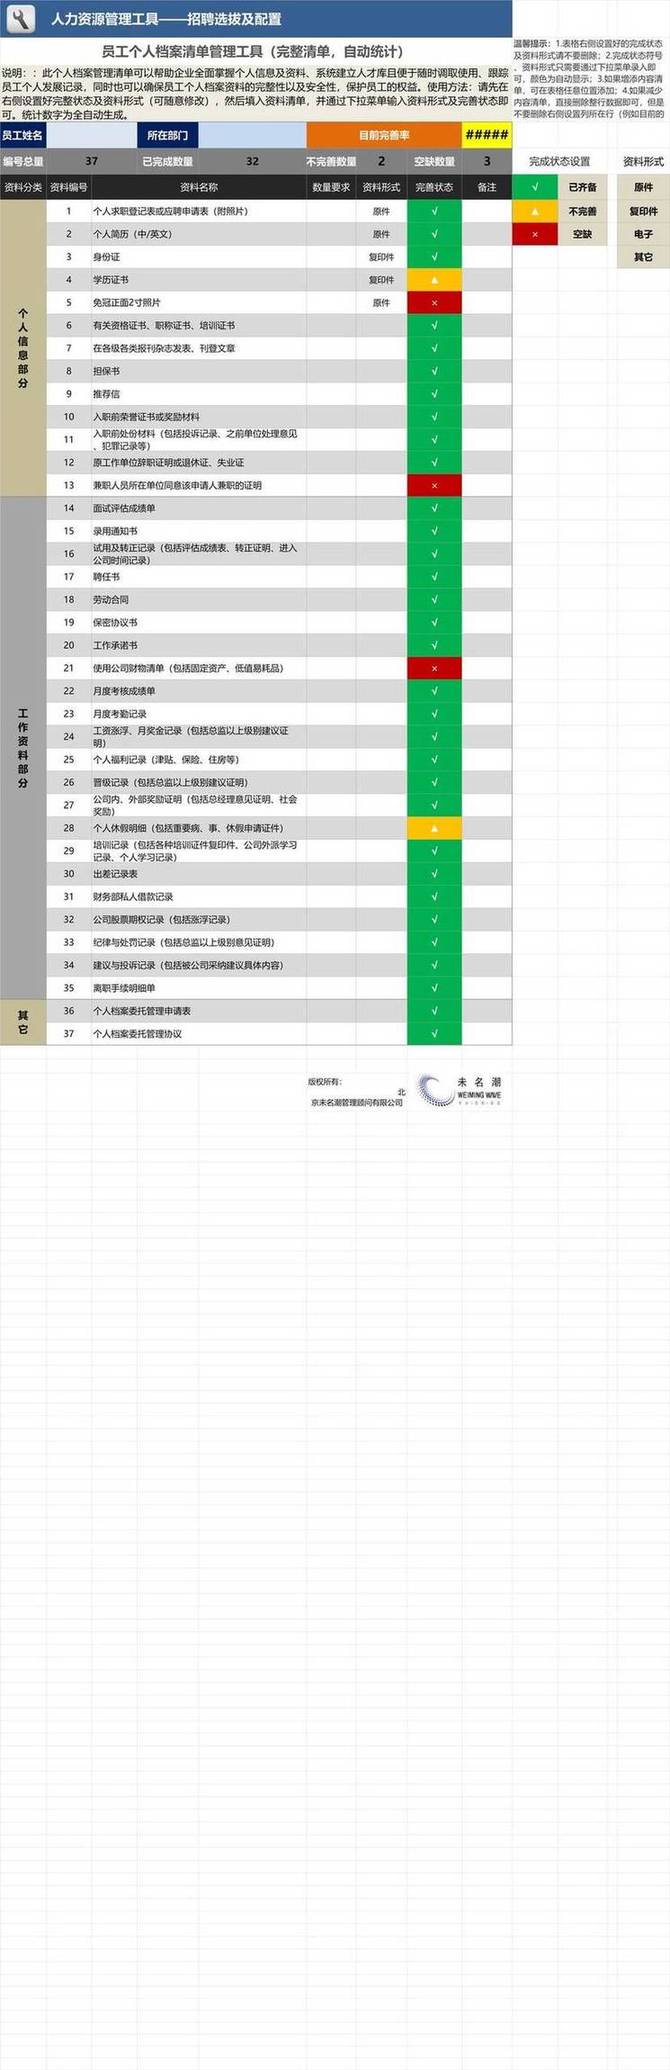 人力资源管理工具——招聘选拔及配置
员工个人档案清单管理工具（完整清单，自动统计）
说明：：此个人档案管理清单可以帮助企业全面掌握个人信息及资料、系统建立人才库且便于随时调取使用、跟踪
员工个人发展记录，同时也可以确保员工个人档案资料的完整性以及安全性，保护员工的权益。使用方法：请先在
右侧设置好完整状态及资料形式（可随意修改），然后填入资料清单，并通过下拉菜单输入资料形式及完善状态即
可。统计数字为全自动生成。
温馨提示：1.表格右侧设置好的完成状态
及资料形式请不要删除；2.完成状态符号
、资料形式只需要通过下拉菜单录入即
可，颜色为自动显示；3.如果增添内容清
单，可在表格任意位置添加；4.如果减少
内容清单，直接删除整行数据即可，但是
不要删除右侧设置列所在行（例如目前的
员工姓名 所在部门 目前完善率 #####
编号总量 37 已完成数量 32 不完善数量 2 空缺数量 3 完成状态设置 资料形式
资料分类 资料编号 资料名称 数量要求 资料形式 完善状态 备注 √ 已齐备 原件
个人信息部分
1 个人求职登记表或应聘申请表（附照片） 原件 √ ▲ 不完善 复印件
2 个人简历（中/英文） 原件 √ × 空缺 电子
3 身份证 复印件 √ 其它
4 学历证书 复印件 ▲
5 免冠正面2寸照片 原件 ×
6 有关资格证书、职称证书、培训证书 √
7 在各级各类报刊杂志发表、刊登文章 √
8 担保书 √
9 推荐信 √
10 入职前荣誉证书或奖励材料 √
11 入职前处份材料（包括投诉记录、之前单位处理意见
、犯罪记录等） √
12 原工作单位辞职证明或退休证、失业证 √
13 兼职人员所在单位同意该申请人兼职的证明 ×
工作资料部分
14 面试评估成绩单 √
15 录用通知书 √
16 试用及转正记录（包括评估成绩表、转正证明、进入
公司时间记录） √
17 聘任书 √
18 劳动合同 √
19 保密协议书 √
20 工作承诺书 √
21 使用公司财物清单（包括固定资产、低值易耗品） ×
22 月度考核成绩单 √
23 月度考勤记录 √
24 工资涨浮、月奖金记录（包括总监以上级别建议证
明） √
25 个人福利记录（津贴、保险、住房等） √
26 晋级记录（包括总监以上级别建议证明） √
27 公司内、外部奖励证明（包括总经理意见证明、社会
奖励） √
28 个人休假明细（包括重要病、事、休假申请证件） ▲
29 培训记录（包括各种培训证件复印件、公司外派学习
记录、个人学习记录） √
30 出差记录表 √
31 财务部私人借款记录 √
32 公司股票期权记录（包括涨浮记录） √
33 纪律与处罚记录（包括总监以上级别意见证明） √
34 建议与投诉记录（包括被公司采纳建议具体内容） √
35 离职手续明细单 √
其它
36 个人档案委托管理申请表 √
37 个人档案委托管理协议 √
版权所有：
北
京未名潮管理顾问有限公司
未名潮
WEIMING WAVE